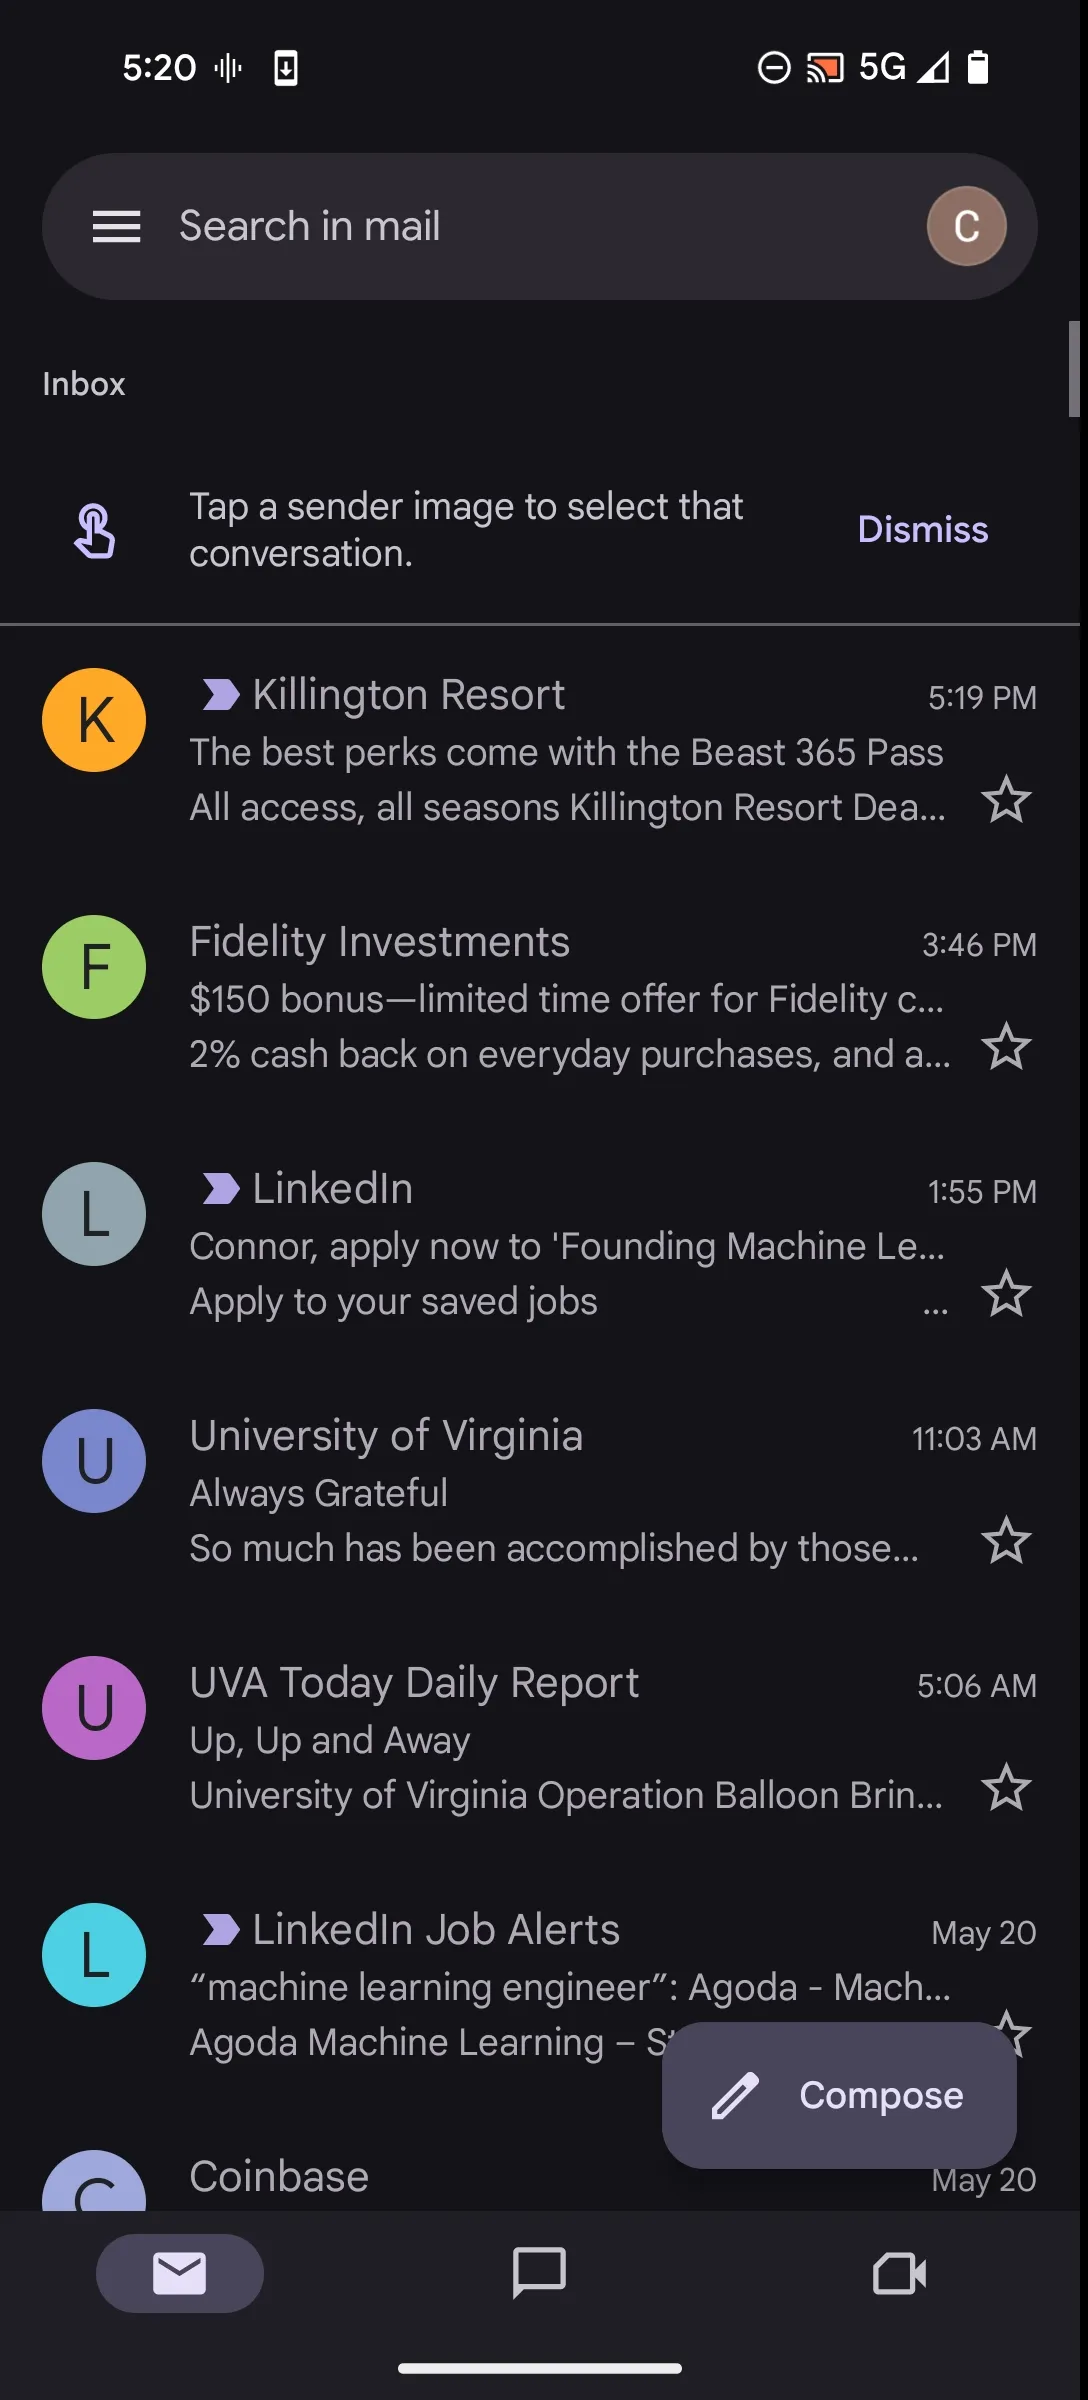 5:20
5G
Search in mail
C
Inbox
Tap a sender image to select that
conversation.
Dismiss
K
Killington Resort
5:19 PM
The best perks come with the Beast 365 Pass
All access, all seasons Killington Resort Dea...
F
Fidelity Investments
3:46 PM
$150 bonus—limited time offer for Fidelity c...
2% cash back on everyday purchases, and a...
L
LinkedIn
1:55 PM
Connor, apply now to 'Founding Machine Le...
Apply to your saved jobs ...
U
University of Virginia
11:03 AM
Always Grateful
So much has been accomplished by those...
U
UVA Today Daily Report
5:06 AM
Up, Up and Away
University of Virginia Operation Balloon Brin...
L
LinkedIn Job Alerts
May 20
“machine learning engineer”: Agoda - Mach...
Agoda Machine Learning –
Compose
C
Coinbase
May 20